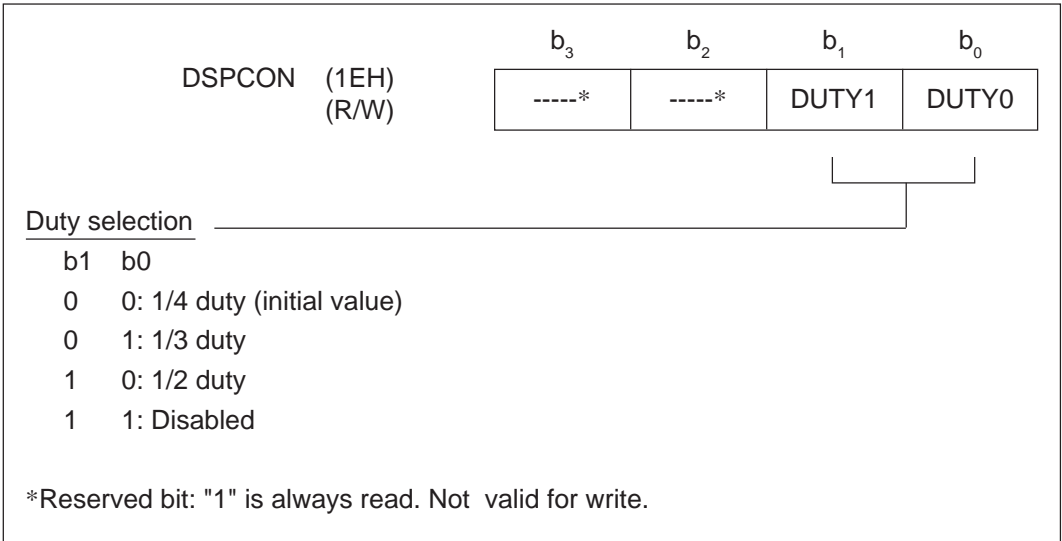 b3 b2 b1 b0
DSPCON (1EH) -----* -----* DUTY1 DUTY0
(R/W)
Duty selection
b1 b0
0 0: 1/4 duty (initial value)
0 1: 1/3 duty
1 0: 1/2 duty
1 1: Disabled
*Reserved bit: "1" is always read. Not valid for write.